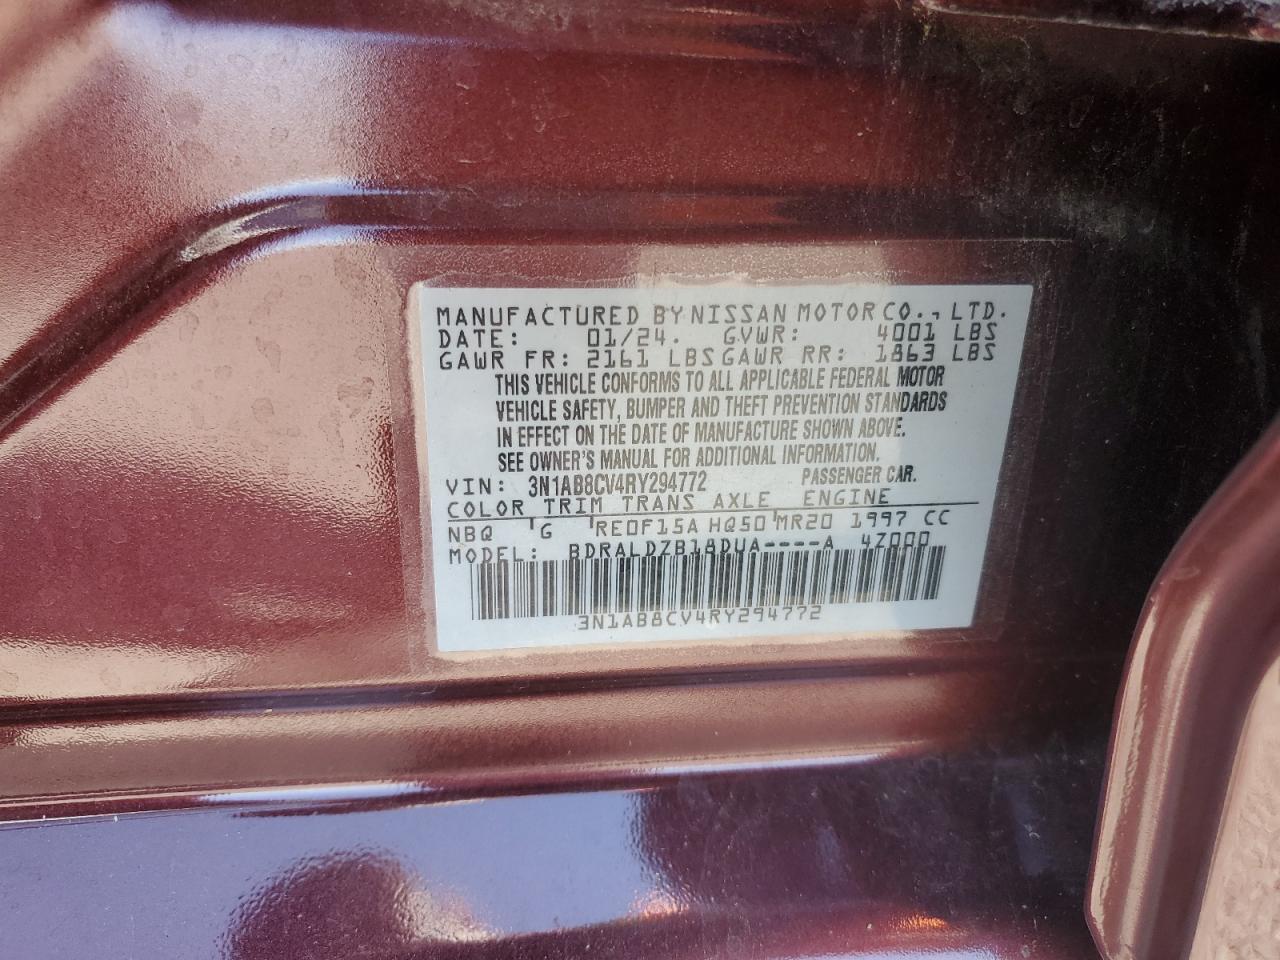 MANUFACTURED BY NISSAN MOTOR CO., LTD.
DATE: 01/24. GVWR: 4001 LBS
GAWR FR: 2161 LBS GAWR RR: 1863 LBS
THIS VEHICLE CONFORMS TO ALL APPLICABLE FEDERAL MOTOR
VEHICLE SAFETY, BUMPER AND THEFT PREVENTION STANDARDS
IN EFFECT ON THE DATE OF MANUFACTURE SHOWN ABOVE.
SEE OWNER'S MANUAL FOR ADDITIONAL INFORMATION.
VIN: 3N1AB8CV4RY294772 PASSENGER CAR.
COLOR TRIM TRANS AXLE ENGINE
NBQ G RE0F15A HQ50 MR20 1997 CC
MODEL: BDRALDZB18DUA----A 4Z000
3N1AB8CV4RY294772